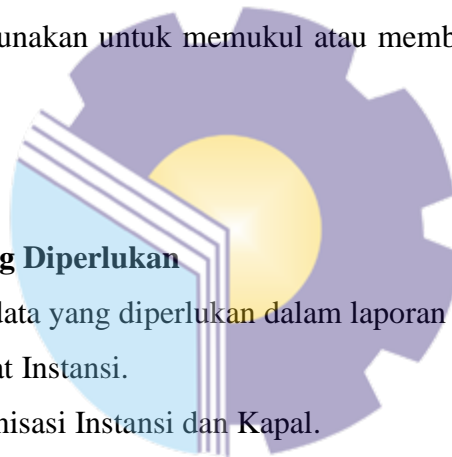 unakan untuk memukul atau memb
g Diperlukan
data yang diperlukan dalam laporan
at Instansi.
nisasi Instansi dan Kapal.